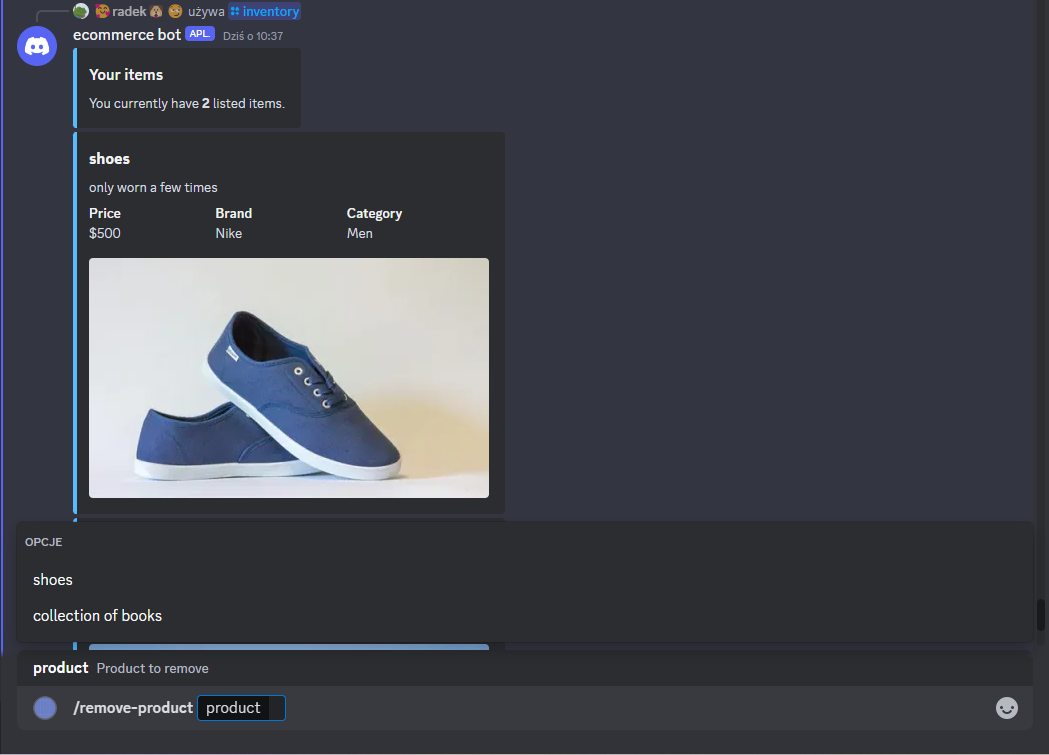 radek używa inventory
ecommerce bot APL. Dziś o 10:37
Your items
You currently have 2 listed items.
shoes
only worn a few times
Price Brand Category
$500 Nike Men
OPCJE
shoes
collection of books
product Product to remove
/remove-product product